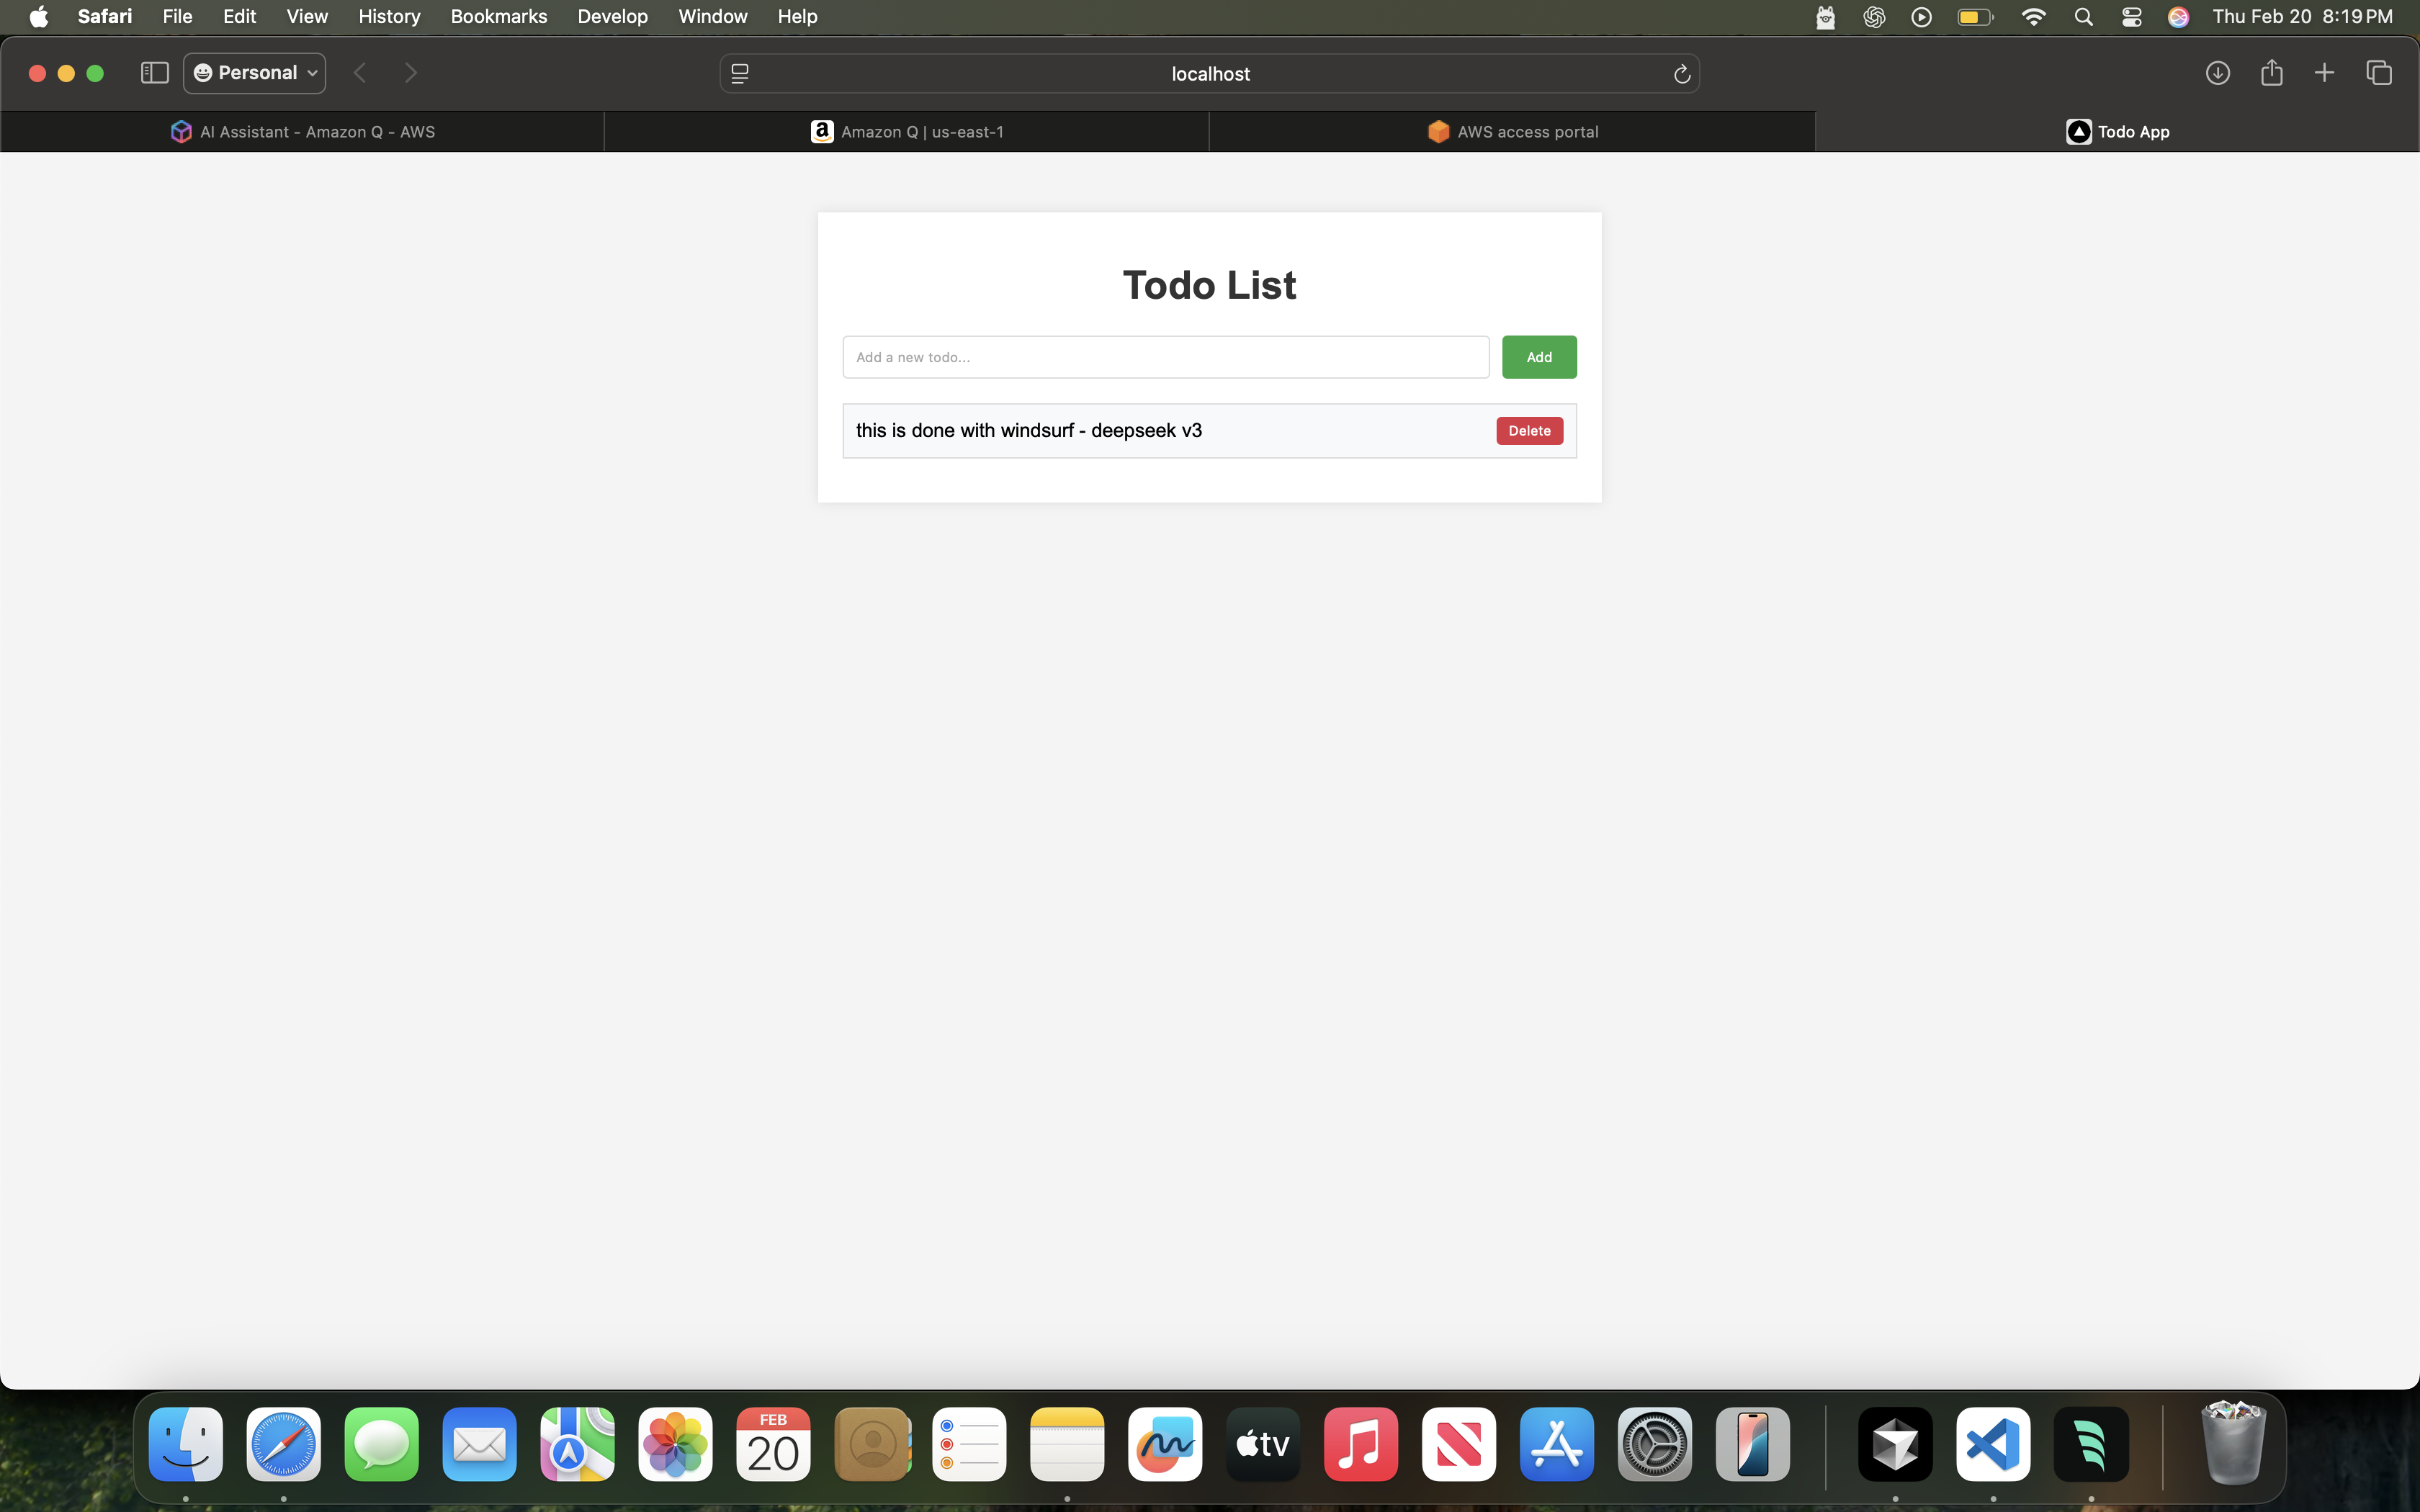 Safari File Edit View History Bookmarks Develop Window Help Thu Feb 20 8:19 PM
Personal localhost
AI Assistant - Amazon Q - AWS Amazon Q | us-east-1 AWS access portal Todo App
Todo List
Add a new todo... Add
this is done with windsurf - deepseek v3 Delete
FEB
20
tv